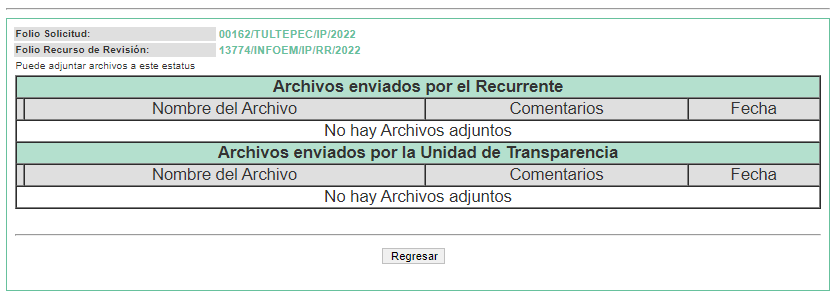 Folio Solicitud: 00162/TULTEPEC/IP/2022
Folio Recurso de Revisión: 13774/INFOEM/IP/RR/2022
Puede adjuntar archivos a este estatus
Archivos enviados por el Recurrente
Nombre del Archivo Comentarios Fecha
No hay Archivos adjuntos
Archivos enviados por la Unidad de Transparencia
Nombre del Archivo Comentarios Fecha
No hay Archivos adjuntos
Regresar